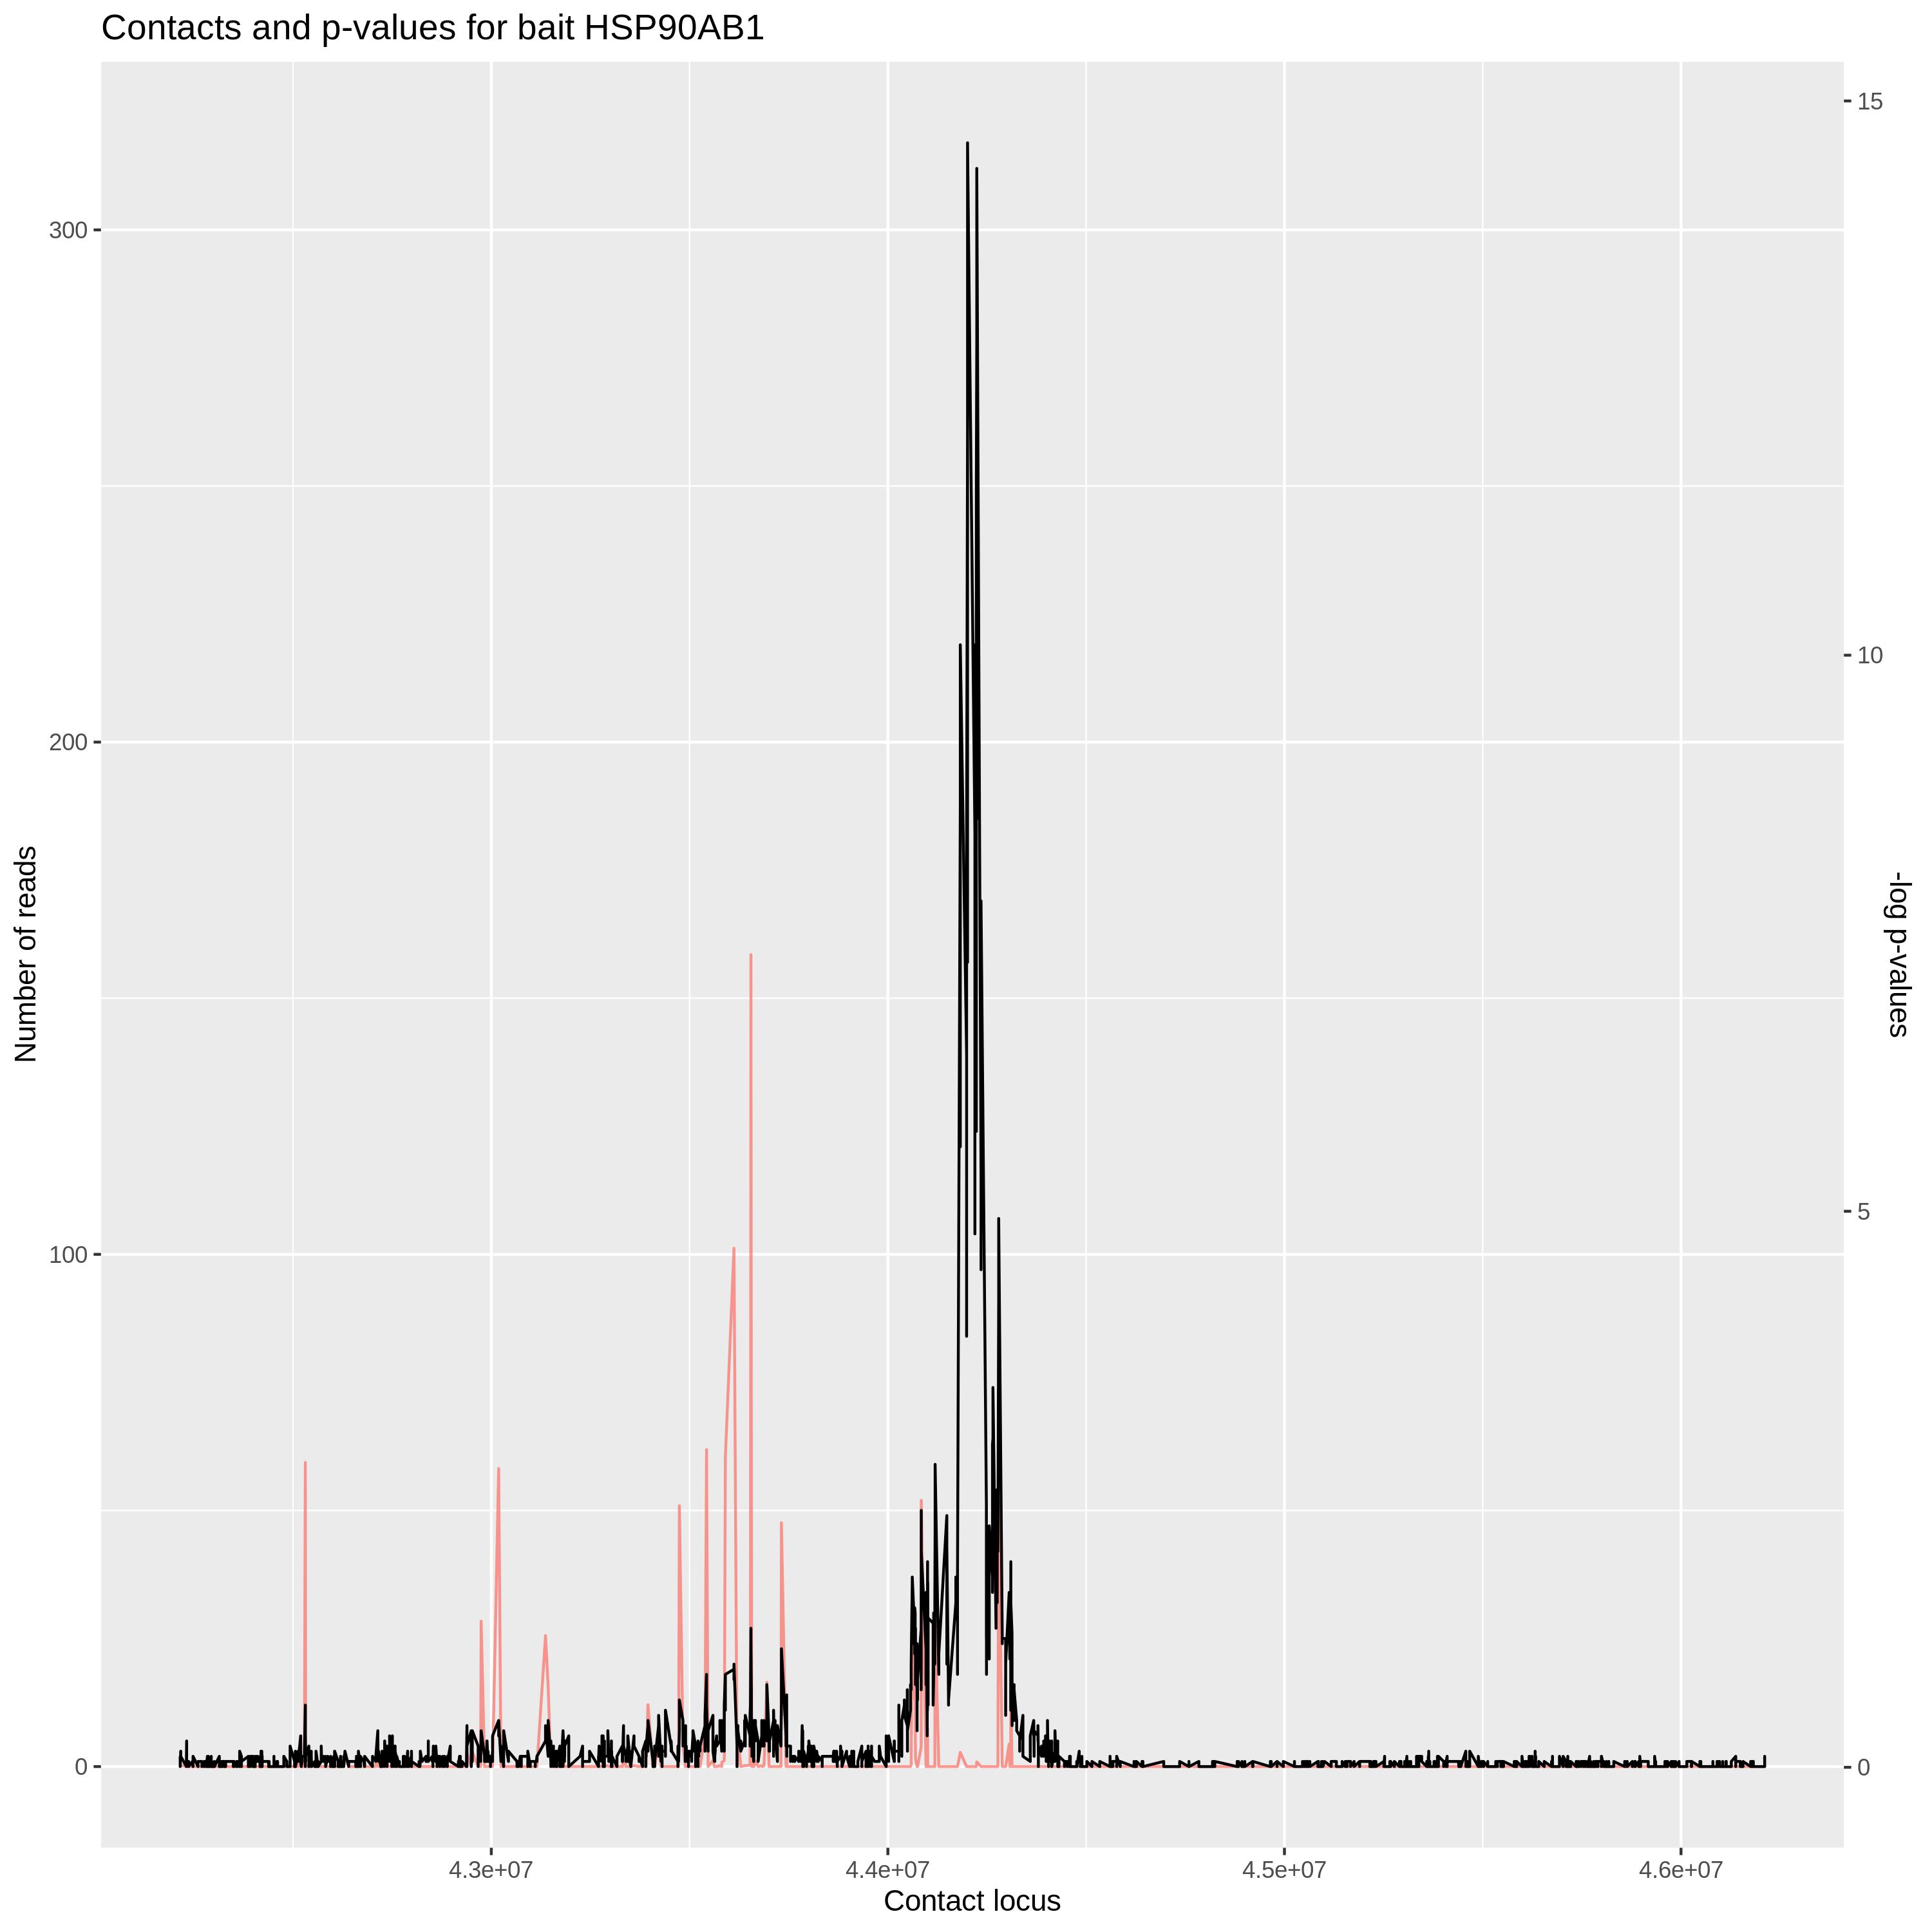 Contacts and p-values for bait HSP90AB1
Number of reads
300
200
100
0
15
10
5
0
-log p-values
4.3e+07
4.4e+07
4.5e+07
4.6e+07
Contact locus